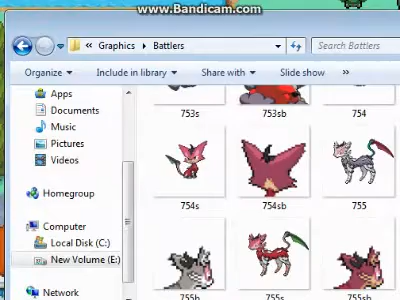 www.Bandicam.com
« Graphics ▸ Battlers
Search Battlers
Organize ▾ Include in library ▾ Share with ▾ Slide show »
Apps
Documents
Music
Pictures
Videos
Homegroup
Computer
Local Disk (C:)
New Volume (E:)
Network
753s 753sb 754
754s 754sb 755
755b 755s 755sb